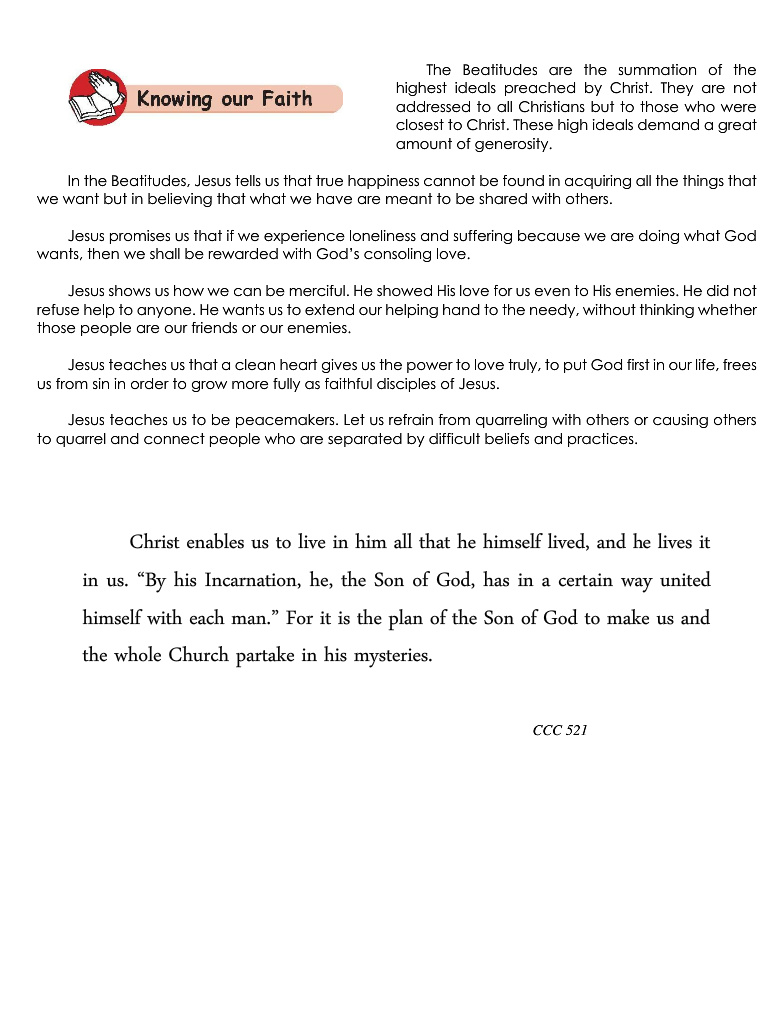 Knowing our Faith
The Beatitudes are the summation of the
highest ideals preached by Christ. They are not
addressed to all Christians but to those who were
closest to Christ. These high ideals demand a great
amount of generosity.
In the Beatitudes, Jesus tells us that true happiness cannot be found in acquiring all the things that
we want but in believing that what we have are meant to be shared with others.
Jesus promises us that if we experience loneliness and suffering because we are doing what God
wants, then we shall be rewarded with God’s consoling love.
Jesus shows us how we can be merciful. He showed His love for us even to His enemies. He did not
refuse help to anyone. He wants us to extend our helping hand to the needy, without thinking whether
those people are our friends or our enemies.
Jesus teaches us that a clean heart gives us the power to love truly, to put God first in our life, frees
us from sin in order to grow more fully as faithful disciples of Jesus.
Jesus teaches us to be peacemakers. Let us refrain from quarreling with others or causing others
to quarrel and connect people who are separated by difficult beliefs and practices.
Christ enables us to live in him all that he himself lived, and he lives it
in us. “By his Incarnation, he, the Son of God, has in a certain way united
himself with each man.” For it is the plan of the Son of God to make us and
the whole Church partake in his mysteries.
CCC 521